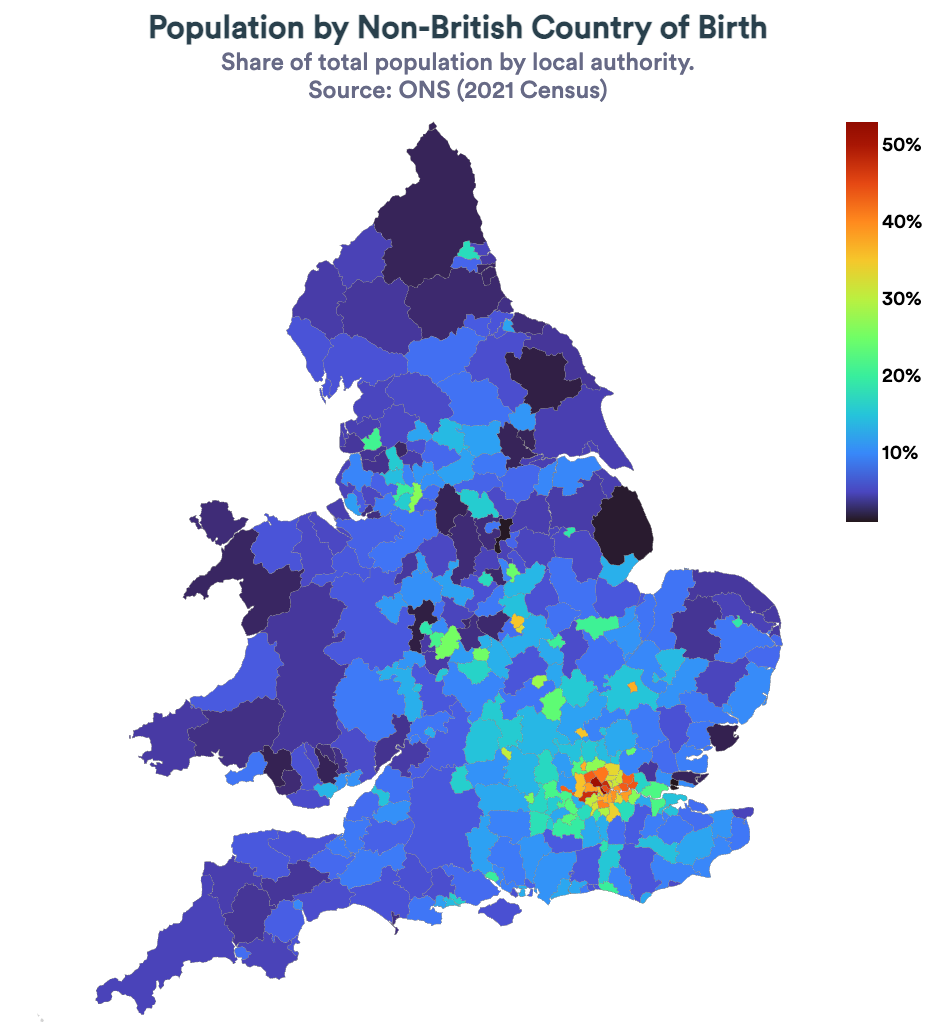 Population by Non-British Country of Birth
Share of total population by local authority.
Source: ONS (2021 Census)
50%
40%
30%
20%
10%